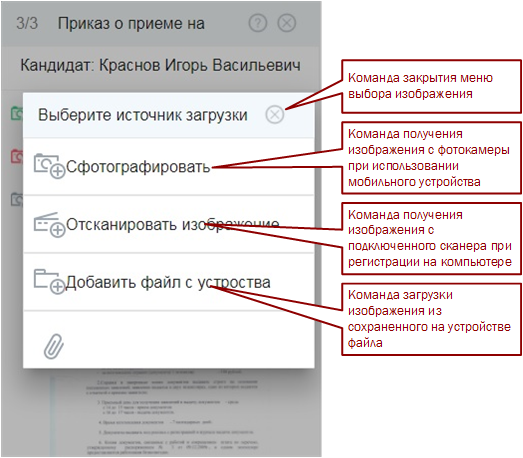 3/3 Приказ о приеме на
Кандидат: Краснов Игорь Васильевич
Выберите источник загрузки
Сфотографировать
Отсканировать изображение
Добавить файл с устроства
Команда закрытия меню
выбора изображения
Команда получения
изображения с фотокамеры
при использовании
мобильного устройства
Команда получения
изображения с
подключенного сканера при
регистрации на компьютере
Команда загрузки
изображения из
сохраненного на устройстве
файла